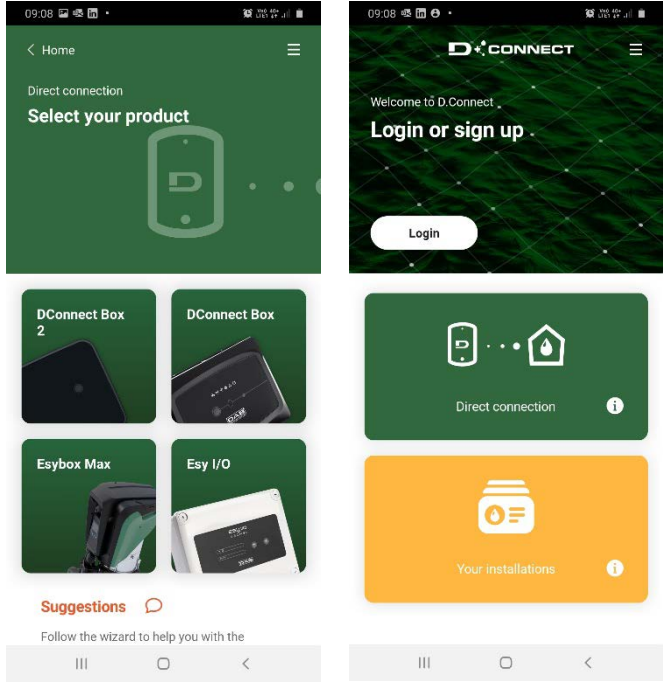 09:08
< Home
Direct connection
Select your product
DConnect Box
2
DConnect Box
DAB
Esybox Max
Esy I/O
Suggestions
Follow the wizard to help you with the
09:08
D+CONNECT
Welcome to D.Connect
Login or sign up
Login
Direct connection
Your installations